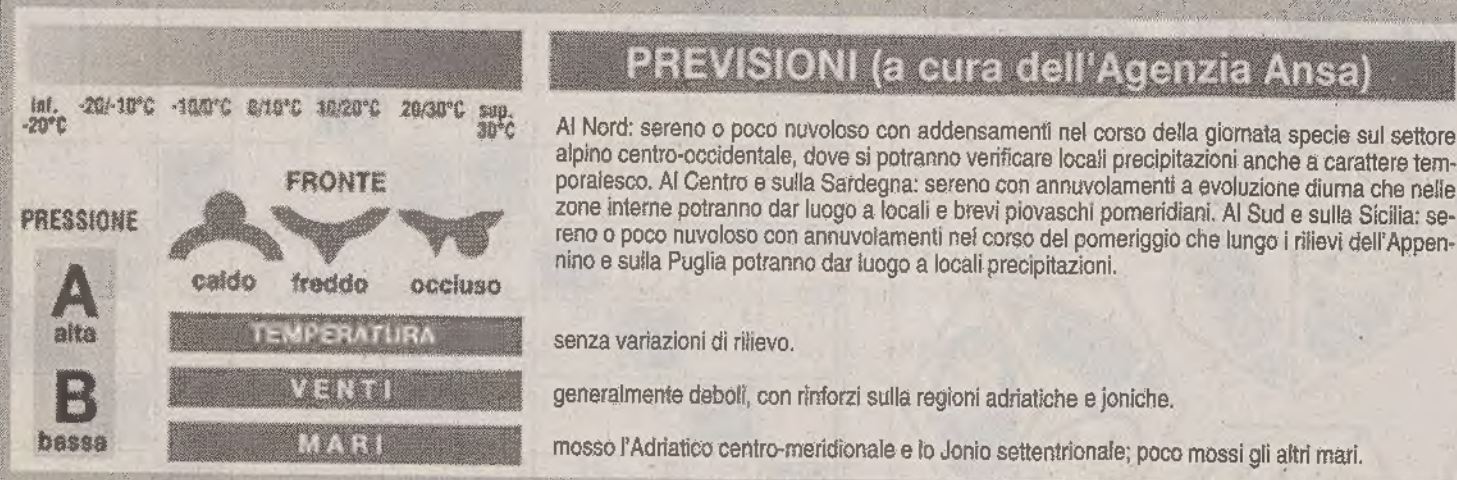 PREVISIONI (a cura dell'Agenzia Ansa)
inf. -20/-10°C -10/0°C 0/10°C 10/20°C 20/30°C sup.
-20°C 30°C
Al Nord: sereno o poco nuvoloso con addensamenti nel corso della giornata specie sul settore
alpino centro-occidentale, dove si potranno verificare locali precipitazioni anche a carattere tem-
poralesco. Al Centro e sulla Sardegna: sereno con annuvolamenti a evoluzione diurna che nelle
zone interne potranno dar luogo a locali e brevi piovaschi pomeridiani. Al Sud e sulla Sicilia: se-
reno o poco nuvoloso con annuvolamenti nel corso del pomeriggio che lungo i rilievi dell'Appen-
nino e sulla Puglia potranno dar luogo a locali precipitazioni.
FRONTE
PRESSIONE
caldo freddo occluso
A
alta
B
bassa
TEMPERATURA
senza variazioni di rilievo.
VENTI
generalmente deboli, con rinforzi sulla regioni adriatiche e joniche.
MARI
mosso l'Adriatico centro-meridionale e lo Jonio settentrionale; poco mossi gli altri mari.